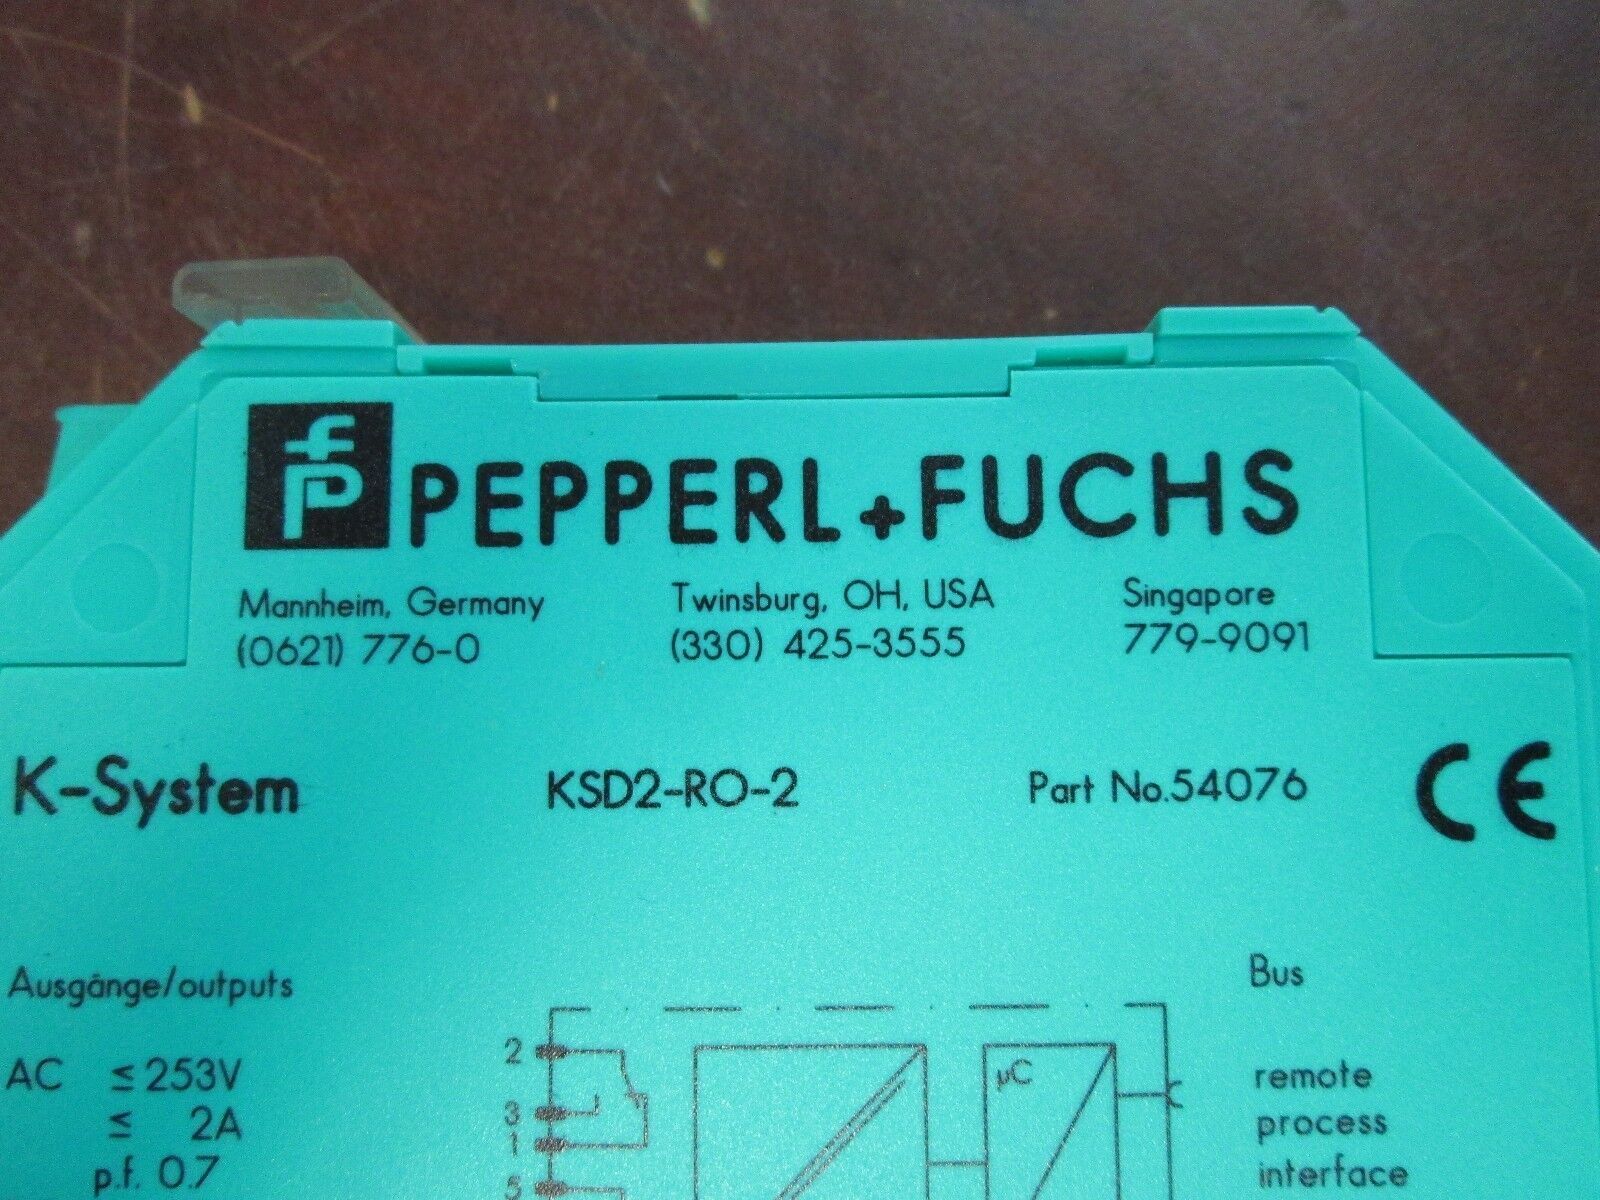 fp PEPPERL+FUCHS
Mannheim, Germany Twinsburg, OH, USA Singapore
(0621) 776-0 (330) 425-3555 779-9091
K-System KSD2-RO-2 Part No.54076 CE
Ausgänge/outputs Bus
AC ≤ 253V 2 µC remote
≤ 2A 3 process
1
p.f. 0.7 5 interface